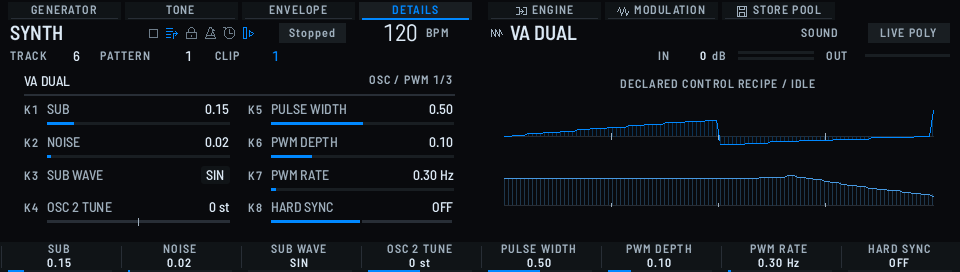 GENERATOR TONE ENVELOPE DETAILS ENGINE MODULATION STORE POOL
SYNTH Stopped 120 BPM VA DUAL SOUND LIVE POLY
TRACK 6 PATTERN 1 CLIP 1 IN 0 dB OUT
VA DUAL OSC / PWM 1/3 DECLARED CONTROL RECIPE / IDLE
K1 SUB 0.15 K5 PULSE WIDTH 0.50
K2 NOISE 0.02 K6 PWM DEPTH 0.10
K3 SUB WAVE SIN K7 PWM RATE 0.30 Hz
K4 OSC 2 TUNE 0 st K8 HARD SYNC OFF
SUB NOISE SUB WAVE OSC 2 TUNE PULSE WIDTH PWM DEPTH PWM RATE HARD SYNC
0.15 0.02 SIN 0 st 0.50 0.10 0.30 Hz OFF